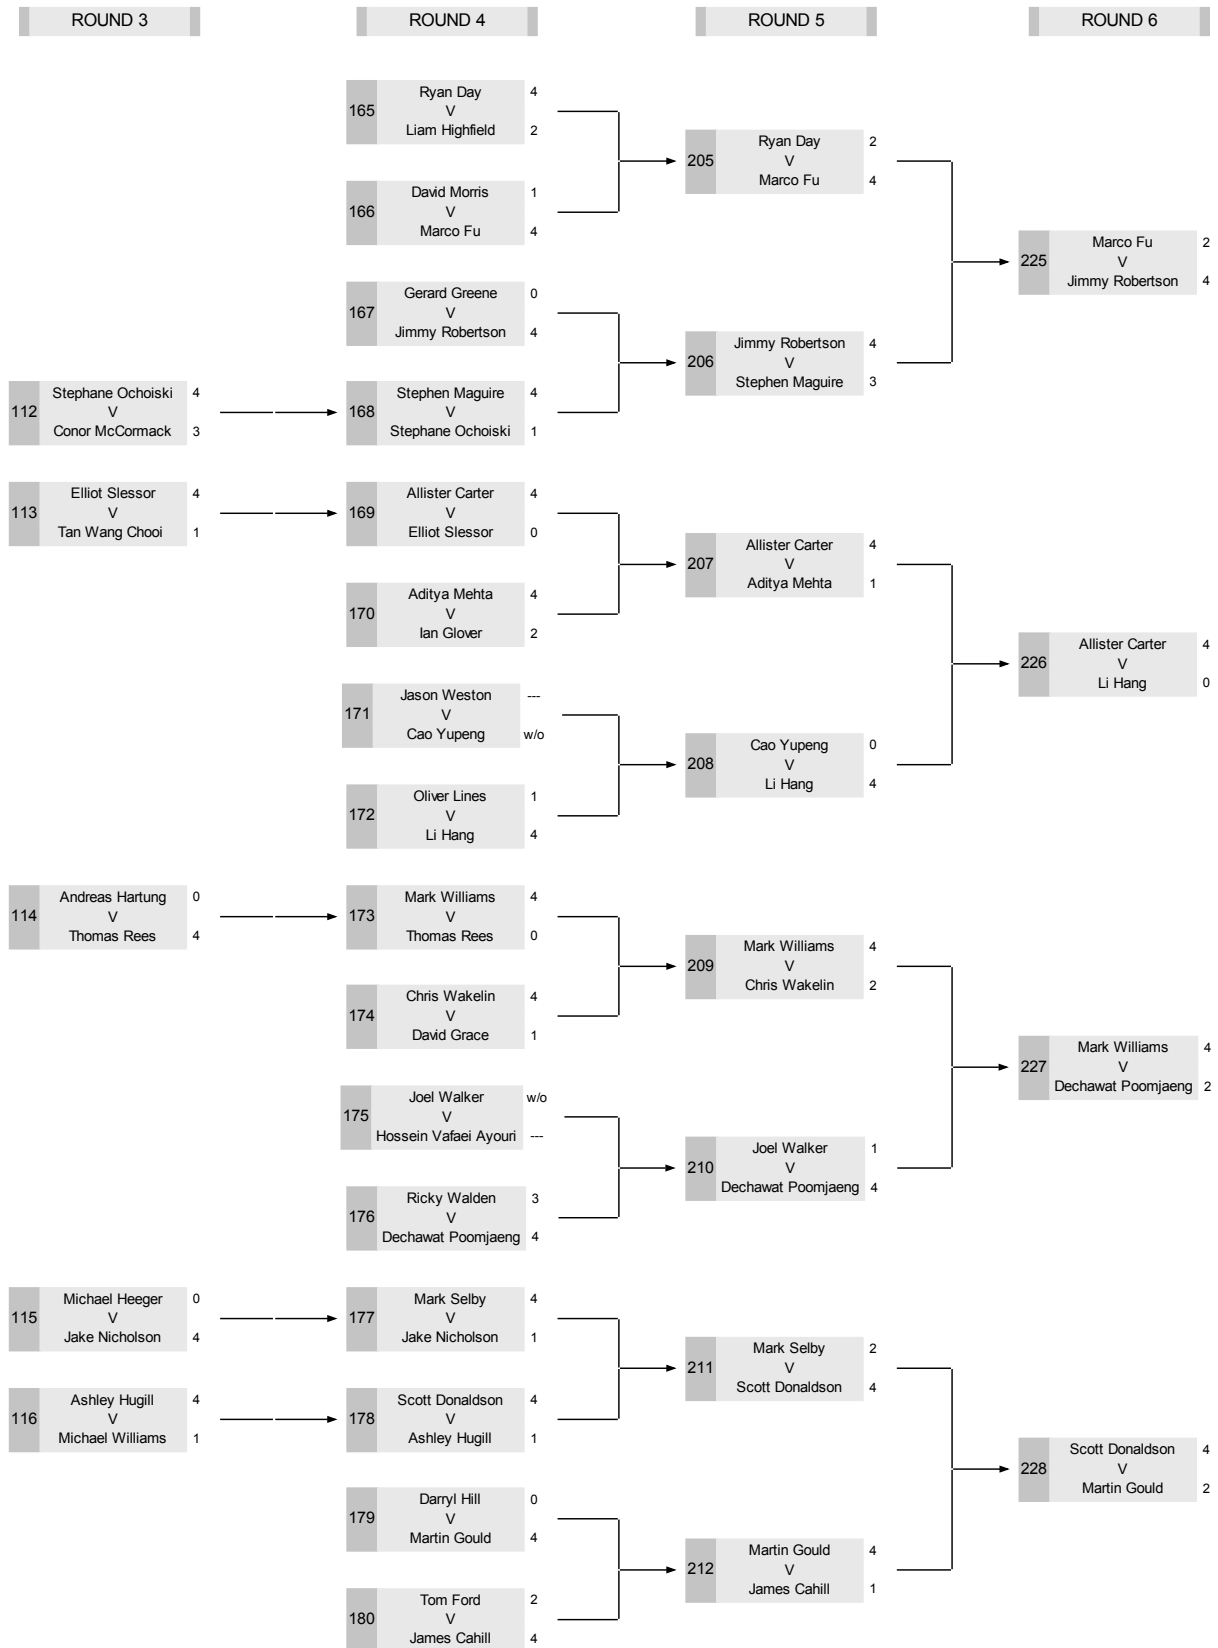 ROUND 3
ROUND 4
ROUND 5
ROUND 6
112
Stephane Ochoiski 4
V
Conor McCormack 3
113
Elliot Slessor 4
V
Tan Wang Chooi 1
114
Andreas Hartung 0
V
Thomas Rees 4
115
Michael Heeger 0
V
Jake Nicholson 4
116
Ashley Hugill 4
V
Michael Williams 1
165
Ryan Day 4
V
Liam Highfield 2
166
David Morris 1
V
Marco Fu 4
167
Gerard Greene 0
V
Jimmy Robertson 4
168
Stephen Maguire 4
V
Stephane Ochoiski 1
169
Allister Carter 4
V
Elliot Slessor 0
170
Aditya Mehta 4
V
Ian Glover 2
171
Jason Weston ---
V
Cao Yupeng w/o
172
Oliver Lines 1
V
Li Hang 4
173
Mark Williams 4
V
Thomas Rees 0
174
Chris Wakelin 4
V
David Grace 1
175
Joel Walker w/o
V
Hossein Vafaei Ayouri ---
176
Ricky Walden 3
V
Dechawat Poomjaeng 4
177
Mark Selby 4
V
Jake Nicholson 1
178
Scott Donaldson 4
V
Ashley Hugill 1
179
Darryl Hill 0
V
Martin Gould 4
180
Tom Ford 2
V
James Cahill 4
205
Ryan Day 2
V
Marco Fu 4
206
Jimmy Robertson 4
V
Stephen Maguire 3
207
Allister Carter 4
V
Aditya Mehta 1
208
Cao Yupeng 0
V
Li Hang 4
209
Mark Williams 4
V
Chris Wakelin 2
210
Joel Walker 1
V
Dechawat Poomjaeng 4
211
Mark Selby 2
V
Scott Donaldson 4
212
Martin Gould 4
V
James Cahill 1
225
Marco Fu 2
V
Jimmy Robertson 4
226
Allister Carter 4
V
Li Hang 0
227
Mark Williams 4
V
Dechawat Poomjaeng 2
228
Scott Donaldson 4
V
Martin Gould 2